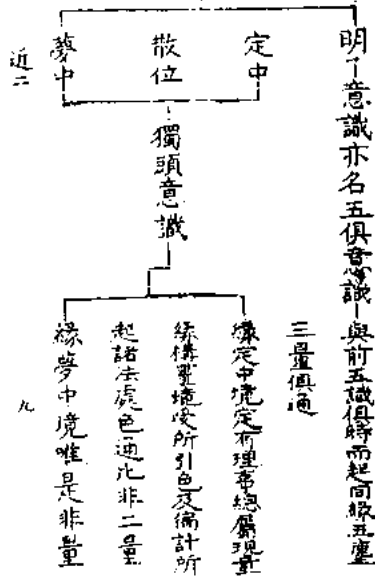 明了意識亦名五俱意識—與前五識俱時而起同緣五塵
三量俱通
定中
散位
夢中
獨頭意識
緣定中境定有理事總屬現量
緣構境受所引色及徧計所
起諸法處色通比非二量
緣夢中境唯是非量
近二
九